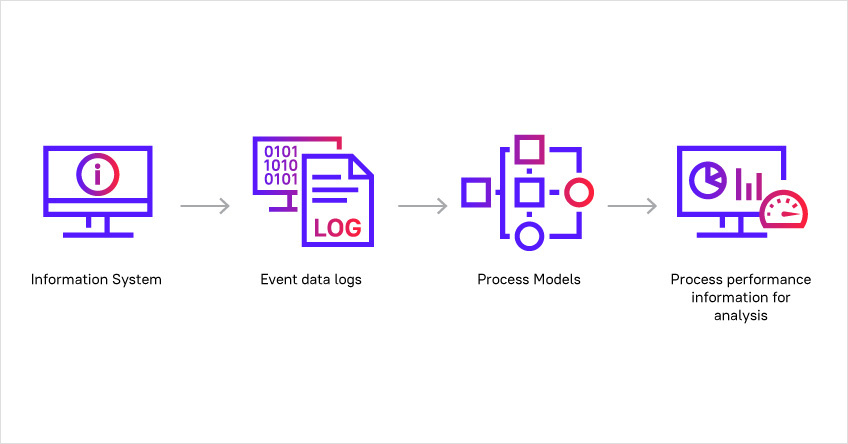 i
0101
1010
0101
LOG
Information System
Event data logs
Process Models
Process performance
information for
analysis